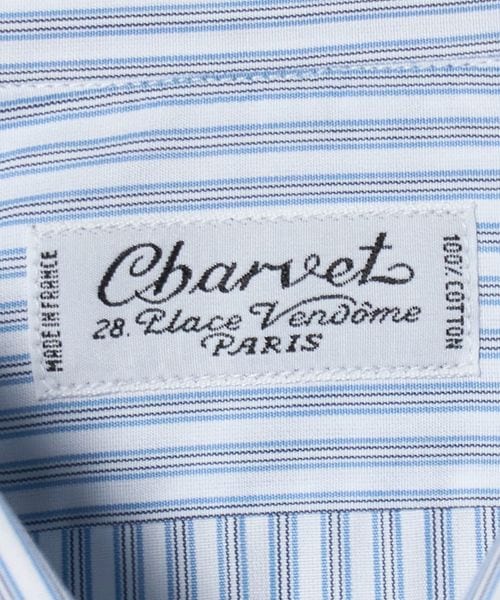 Charvet
28. Place Vendôme
PARIS
MADE IN FRANCE
100% COTTON